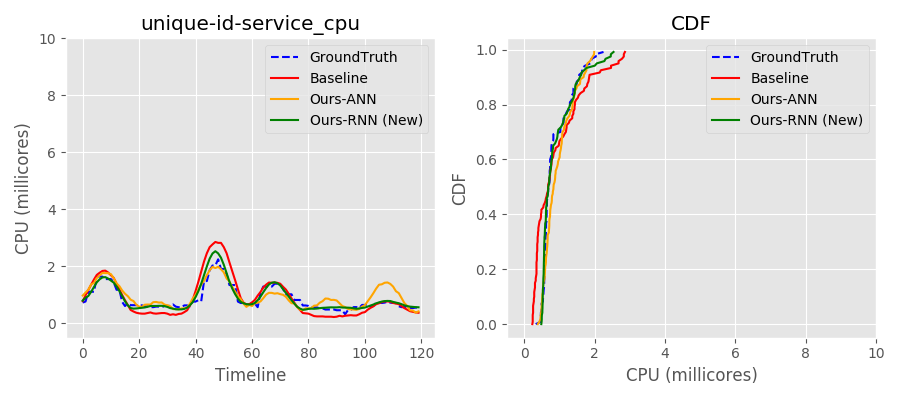 unique-id-service_cpu
CPU (millicores)
10
8
6
4
2
0
GroundTruth
Baseline
Ours-ANN
Ours-RNN (New)
0 20 40 60 80 100 120
Timeline
CDF
CDF
1.0
0.8
0.6
0.4
0.2
0.0
GroundTruth
Baseline
Ours-ANN
Ours-RNN (New)
0 2 4 6 8 10
CPU (millicores)